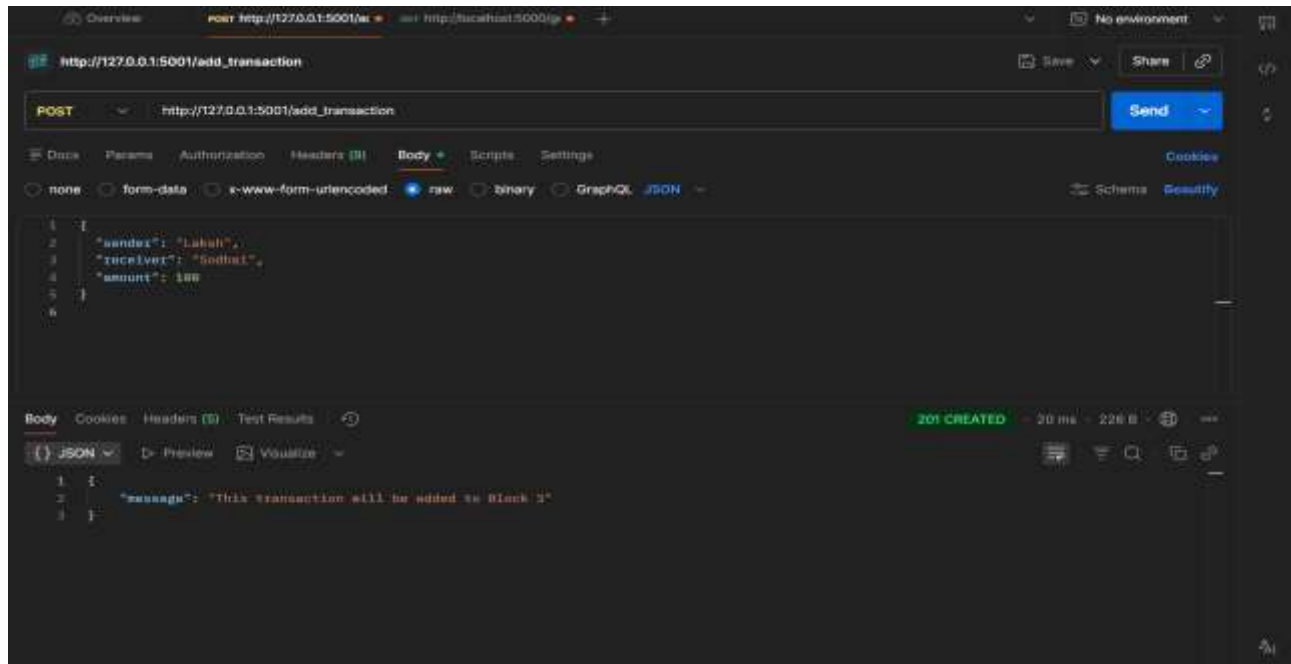 Overview
POST http://127.0.0.1:5001/ac
http://localhost:5000/
No environment
http://127.0.0.1:5001/add_transaction
Save
Share
POST
http://127.0.0.1:5001/add_transaction
Send
Docs Params Authorization Headers (9) Body Scripts Settings
Cookies
none form-data x-www-form-urlencoded raw binary GraphQL JSON
Schema Beautify
1 {
2 "sender":
3 "receiver":
4 "amount": 100
5 }
6
Body Cookies Headers (5) Test Results
201 CREATED 20 ms 226 B
{} JSON Preview Visualize
1 {
2 "message": "This transaction will be added to Block 3"
3 }